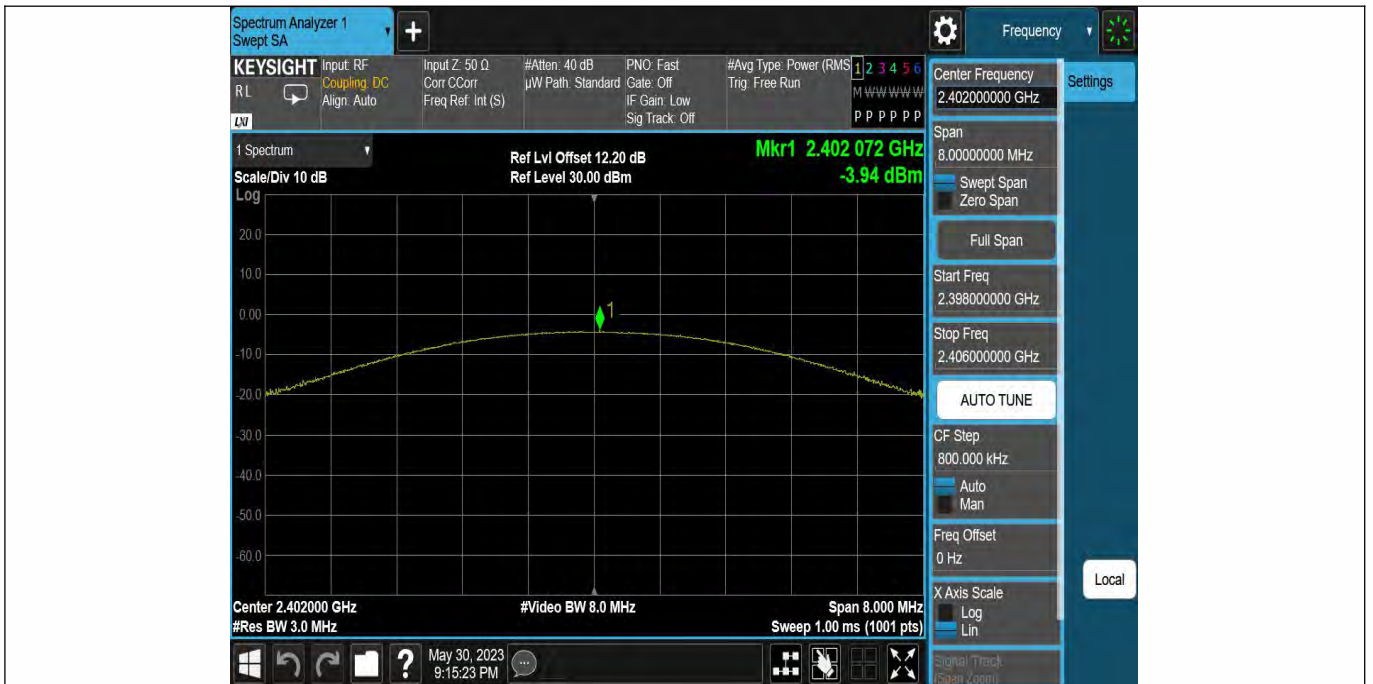 Spectrum Analyzer 1
Swept SA
+
Frequency
KEYSIGHT
RL
LXI
Input: RF
Coupling: DC
Align: Auto
Input Z: 50 Ω
Corr CCorr
Freq Ref: Int (S)
#Atten: 40 dB
µW Path: Standard
PNO: Fast
Gate: Off
IF Gain: Low
Sig Track: Off
#Avg Type: Power (RMS
Trig: Free Run
1 2 3 4 5 6
M W W W W W
P P P P P P
1 Spectrum
Scale/Div 10 dB
Ref Lvl Offset 12.20 dB
Ref Level 30.00 dBm
Mkr1 2.402 072 GHz
-3.94 dBm
Log
20.0
10.0
0.00
-10.0
-20.0
-30.0
-40.0
-50.0
-60.0
1
Center 2.402000 GHz
#Res BW 3.0 MHz
#Video BW 8.0 MHz
Span 8.000 MHz
Sweep 1.00 ms (1001 pts)
?
May 30, 2023
9:15:23 PM
Center Frequency
2.402000000 GHz
Settings
Span
8.00000000 MHz
Swept Span
Zero Span
Full Span
Start Freq
2.398000000 GHz
Stop Freq
2.406000000 GHz
AUTO TUNE
CF Step
800.000 kHz
Auto
Man
Freq Offset
0 Hz
X Axis Scale
Log
Lin
Signal Track
(Span Zoom)
Local